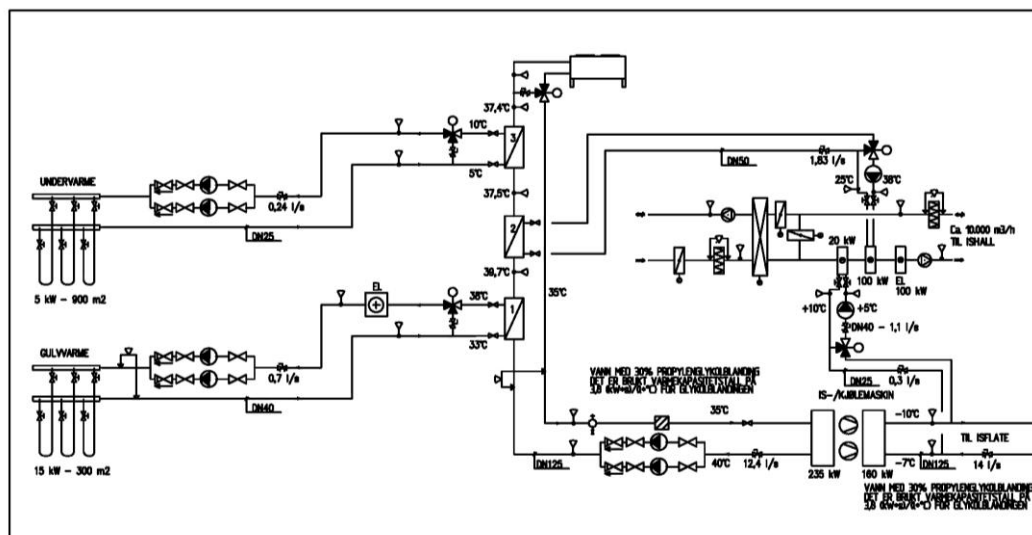 37,4°C
3
10°C
5°C
UNDERVARME
0,24 l/s
DN25
5 kW - 900 m2
37,5°C
2
39,7°C
DN50
1,83 l/s
25°C
38°C
Ca. 10.000 m3/h
TIL ISHALL
20 kW
100 kW
EL
100 kW
+10°C
+5°C
DN40 - 1,1 l/s
DN25
0,3 l/s
35°C
EL
38°C
1
33°C
GULVVARME
0,7 l/s
DN40
15 kW - 300 m2
VANN MED 30% PROPYLENGLYKOLBLANDING
DET ER BRUKT VARMEKAPASITETSTALL PÅ
3,8 (kW*s)/(l*°C) FOR GLYKOLBLANDINGEN
IS-/KJØLEMASKIN
35°C
-10°C
TIL ISFLATE
DN125
12,4 l/s
40°C
235 kW
160 kW
-7°C
DN125
14 l/s
VANN MED 30% PROPYLENGLYKOLBLANDING
DET ER BRUKT VARMEKAPASITETSTALL PÅ
3,8 (kW*s)/(l*°C) FOR GLYKOLBLANDINGEN